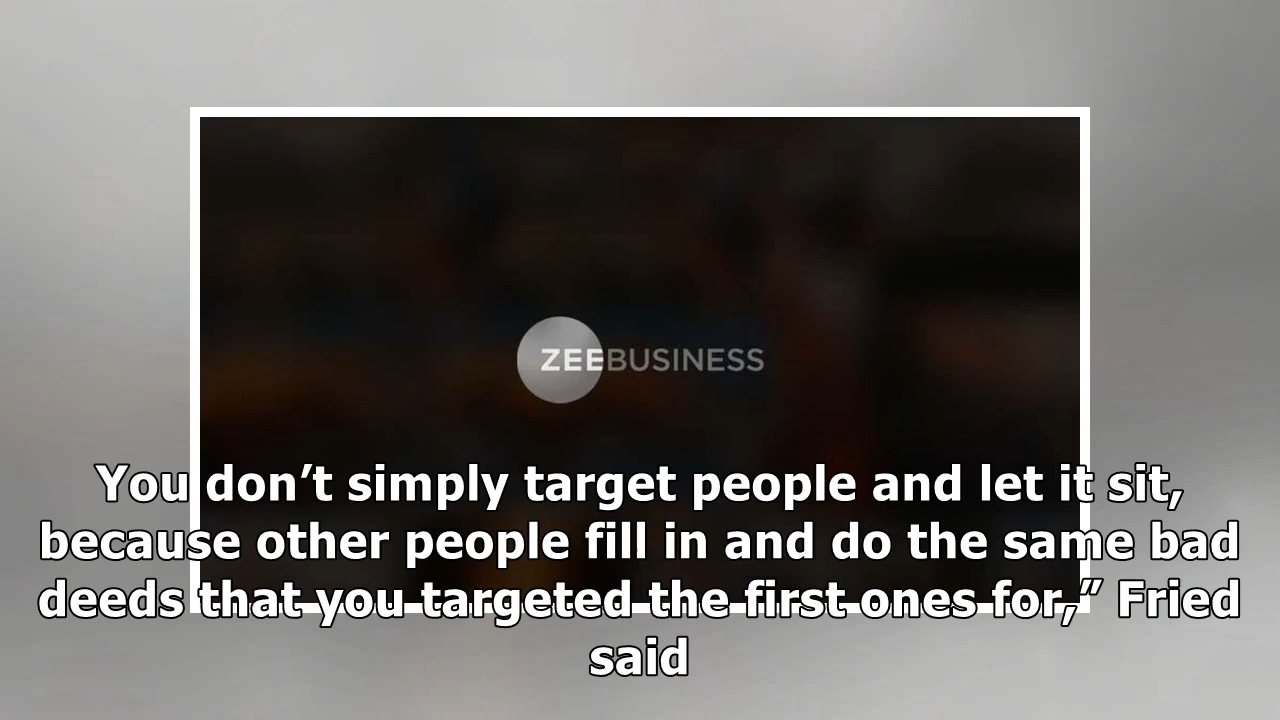 ZEEBUSINESS
You don’t simply target people and let it sit,
because other people fill in and do the same bad
deeds that you targeted the first ones for,” Fried
said